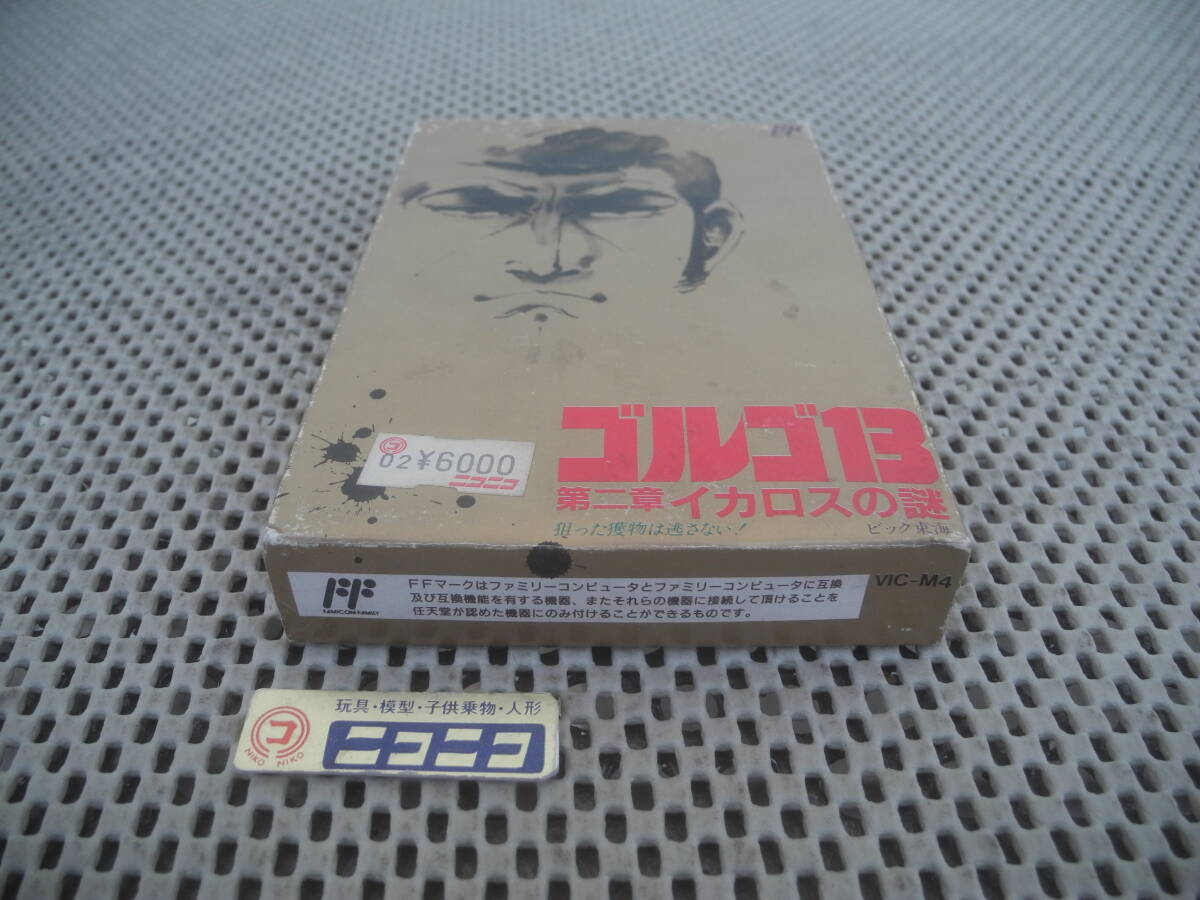 FF
ゴルゴ13
第二章 イカロスの謎
狙った獲物は逃さない!
ビック東海
コ
02¥6000
ニコニコ
FF
FAMICOM FAMILY
FFマークはファミリーコンピュータとファミリーコンピュータに互換
及び互換機能を有する機器、またそれらの機器に接続して頂けることを
任天堂が認めた機器にのみ付けることができるものです。
VIC-M4
玩具・模型・子供乗物・人形
コ
NIKO NIKO
ニコニコ